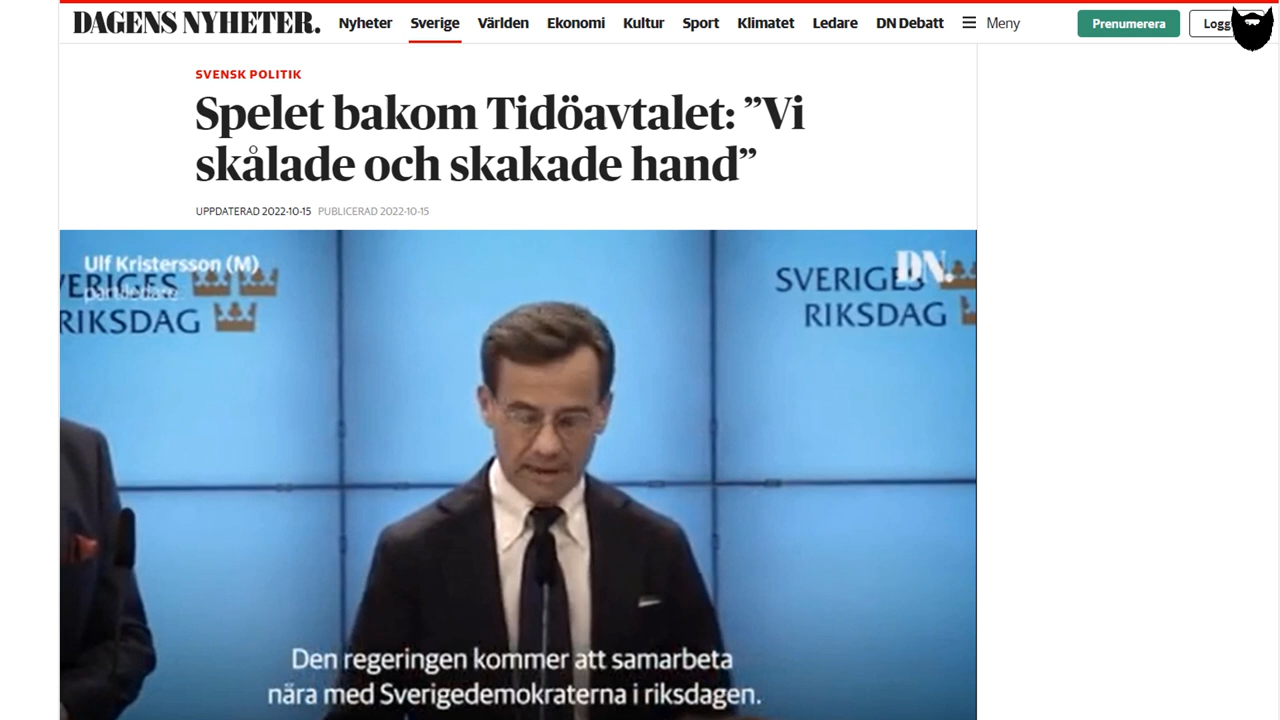 DAGENS NYHETER.
Nyheter Sverige Världen Ekonomi Kultur Sport Klimatet Ledare DN Debatt Meny
Prenumerera
SVENSK POLITIK
Spelet bakom Tidöavtalet: ”Vi
skålade och skakade hand”
UPPDATERAD 2022-10-15 PUBLICERAD 2022-10-15
Ulf Kristersson (M)
DN.
SVERIGES
RIKSDAG
SVERIGES
RIKSDAG
Den regeringen kommer att samarbeta
nära med Sverigedemokraterna i riksdagen.